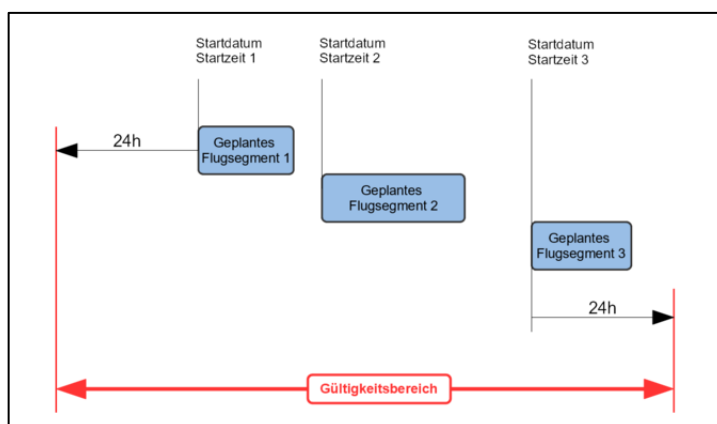 Startdatum
Startzeit 1
Startdatum
Startzeit 2
Startdatum
Startzeit 3
24h
Geplantes
Flugsegment 1
Geplantes
Flugsegment 2
Geplantes
Flugsegment 3
24h
Gültigkeitsbereich